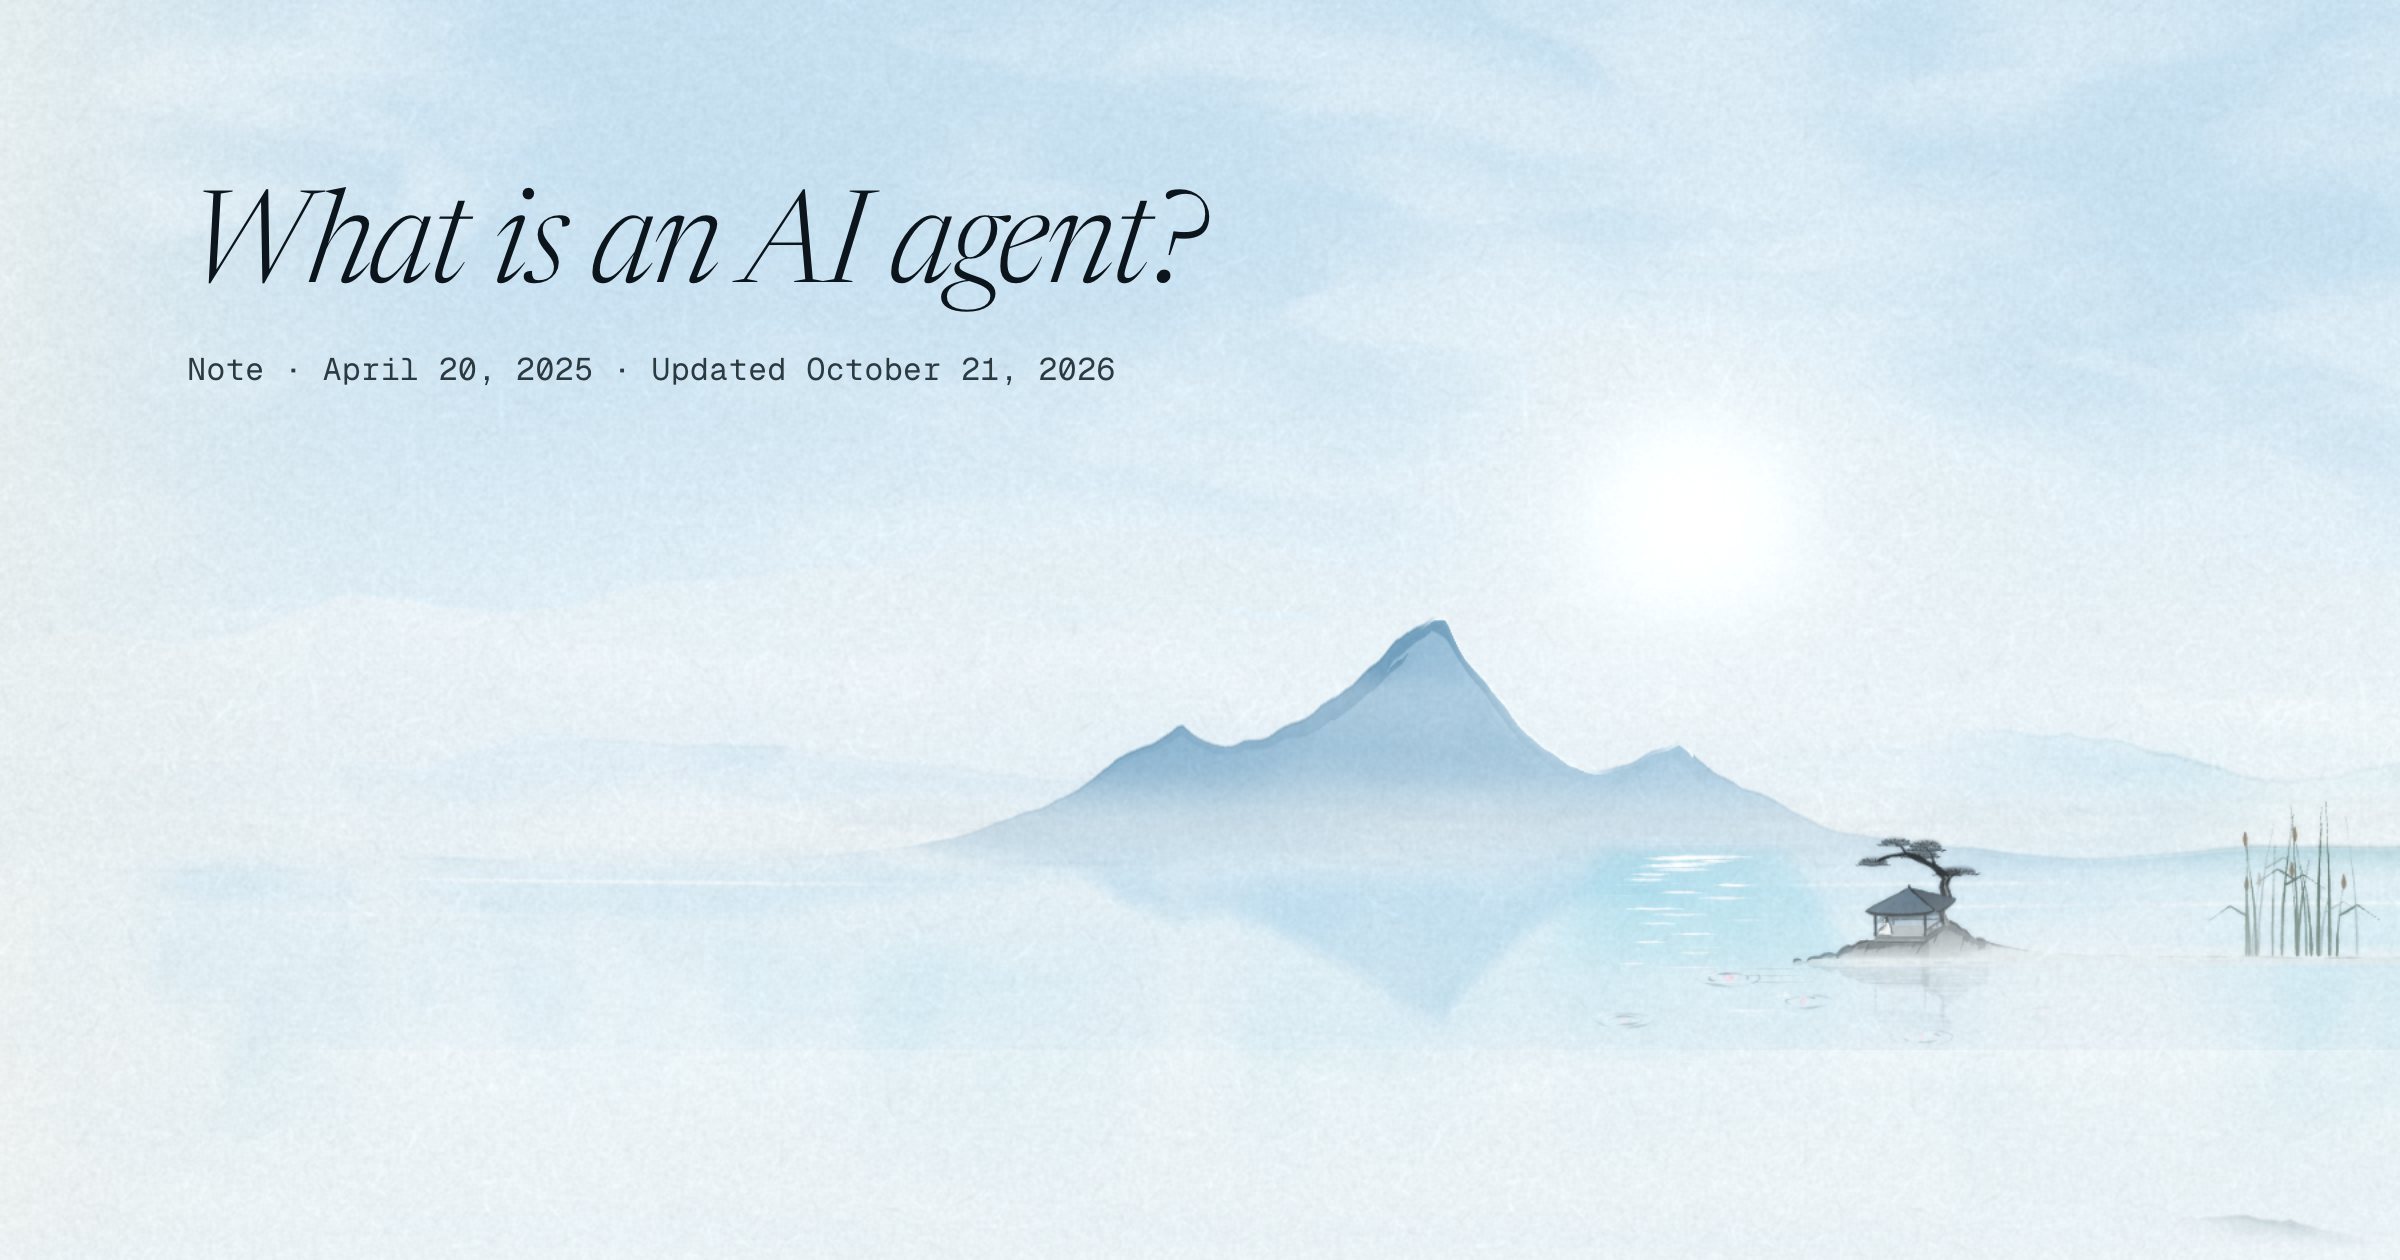 What is an AI agent?
Note · April 20, 2025 · Updated October 21, 2026